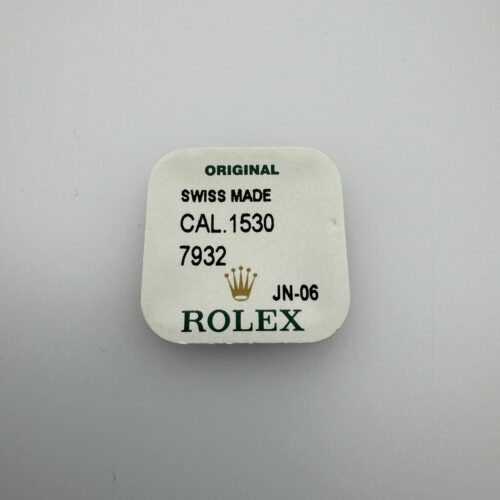 ORIGINAL
SWISS MADE
CAL.1530
7932
JN-06
ROLEX